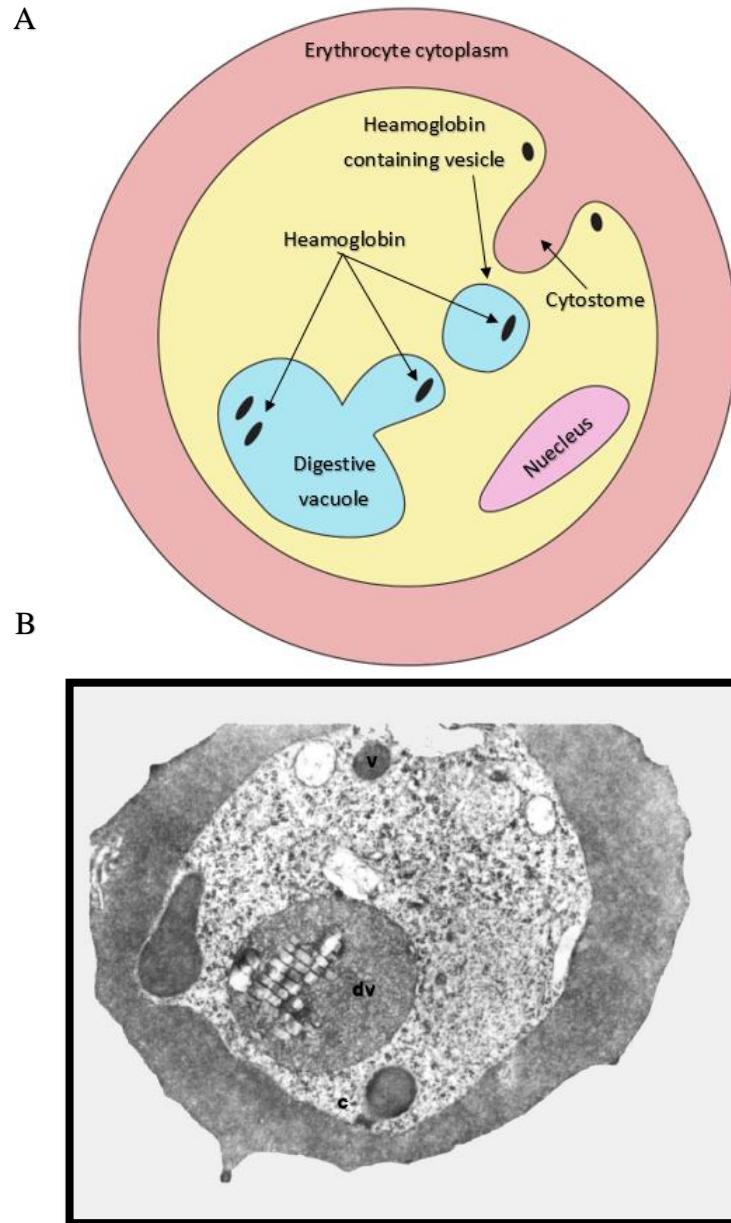 A
Erythrocyte cytoplasm
Heamoglobin
containing vesicle
Heamoglobin
Cytostome
Digestive
vacuole
Nuecleus
B
v
dv
c